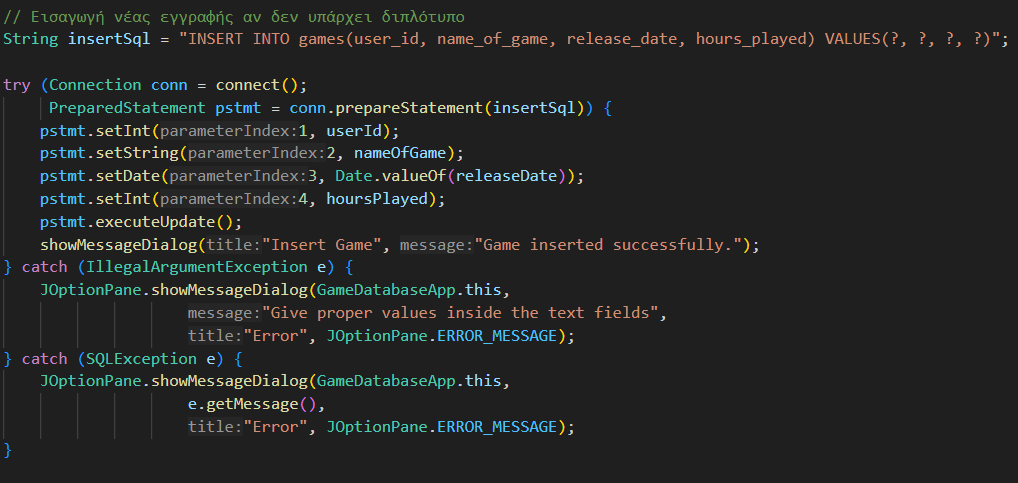 // Εισαγωγή νέας εγγραφής αν δεν υπάρχει διπλότυπο
String insertSql = "INSERT INTO games(user_id, name_of_game, release_date, hours_played) VALUES(?, ?, ?, ?)";
try (Connection conn = connect();
PreparedStatement pstmt = conn.prepareStatement(insertSql)) {
pstmt.setInt(parameterIndex:1, userId);
pstmt.setString(parameterIndex:2, nameOfGame);
pstmt.setDate(parameterIndex:3, Date.valueOf(releaseDate));
pstmt.setInt(parameterIndex:4, hoursPlayed);
pstmt.executeUpdate();
showMessageDialog(title:"Insert Game", message:"Game inserted successfully.");
} catch (IllegalArgumentException e) {
JOptionPane.showMessageDialog(GameDatabaseApp.this,
message:"Give proper values inside the text fields",
title:"Error", JOptionPane.ERROR_MESSAGE);
} catch (SQLException e) {
JOptionPane.showMessageDialog(GameDatabaseApp.this,
e.getMessage(),
title:"Error", JOptionPane.ERROR_MESSAGE);
}